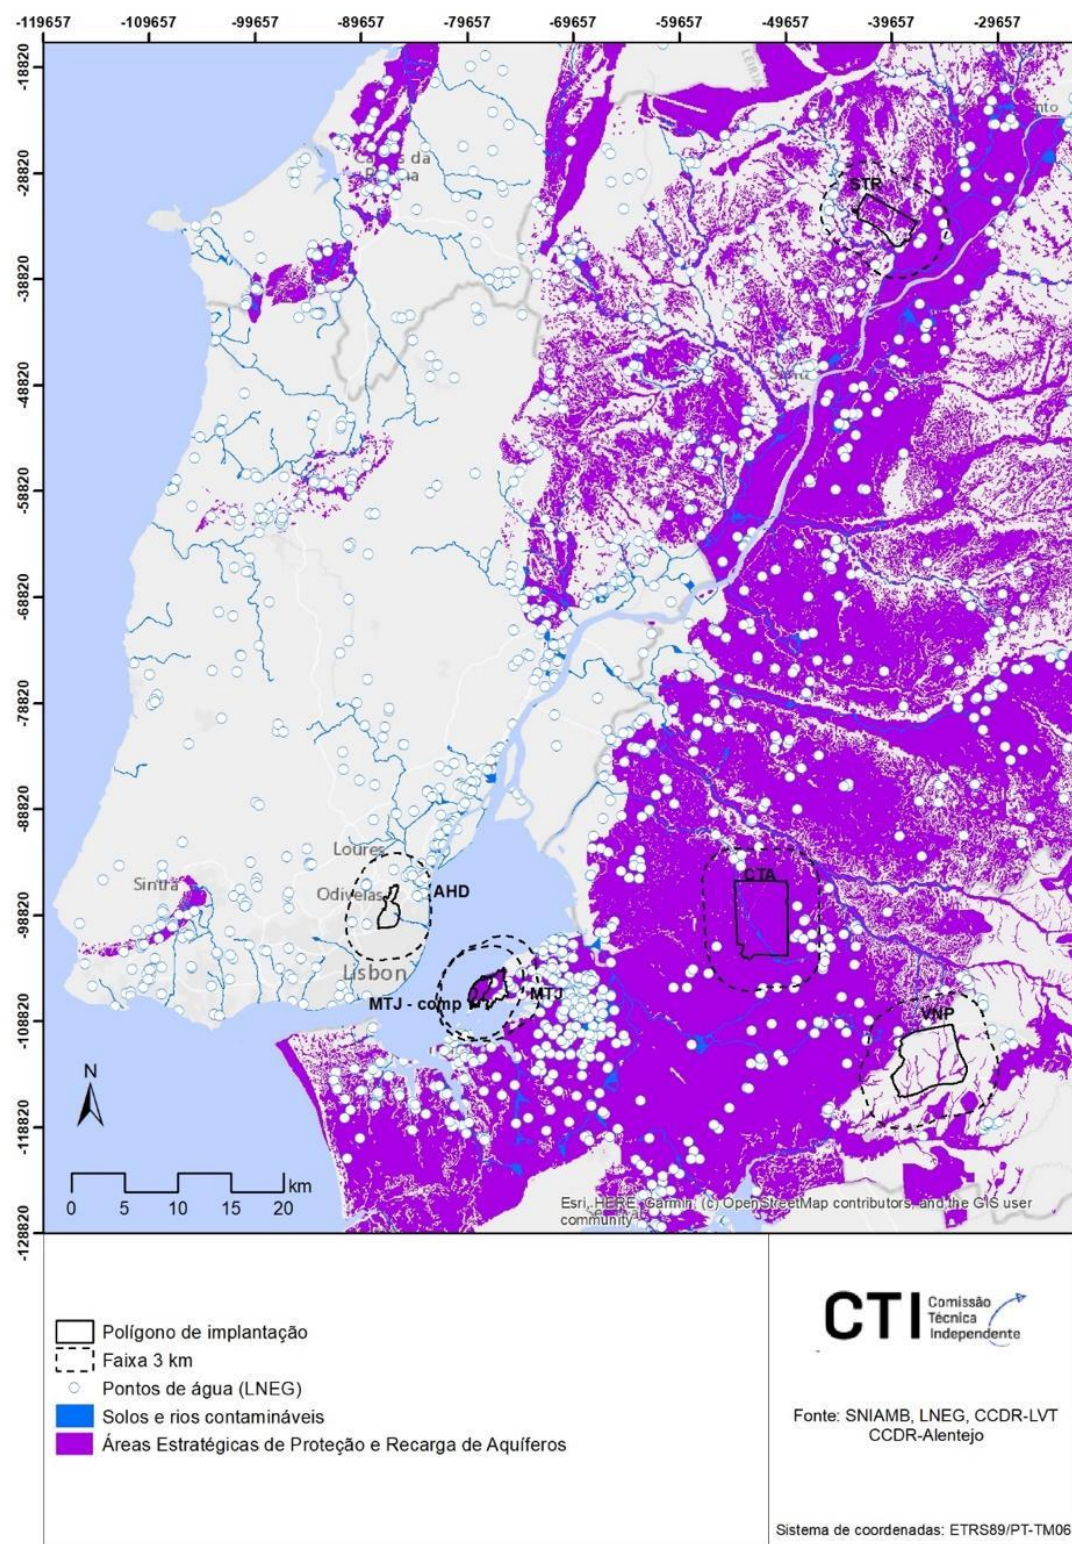 -119657 -109657 -99657 -89657 -79657 -69657 -59657 -49657 -39657 -29657
-18820
-28820
-38820
-48820
-58820
-68820
-78820
-88820
-98820
-108820
-118820
-128820
LEIRIA
da
STR
Loures
Sintra
Odivelas
AHD
CTA
Lisbon
MTJ - comp
MTJ
VNP
N
0 5 10 15 20 km
Esri, HERE, Garmin, (c) OpenStreetMap contributors, and the GIS user
community
Polígono de implantação
Faixa 3 km
Pontos de água (LNEG)
Solos e rios contamináveis
Áreas Estratégicas de Proteção e Recarga de Aquíferos
CTI
Comissão
Técnica
Independente
Fonte: SNIAMB, LNEG, CCDR-LVT
CCDR-Alentejo
Sistema de coordenadas: ETRS89/PT-TM06